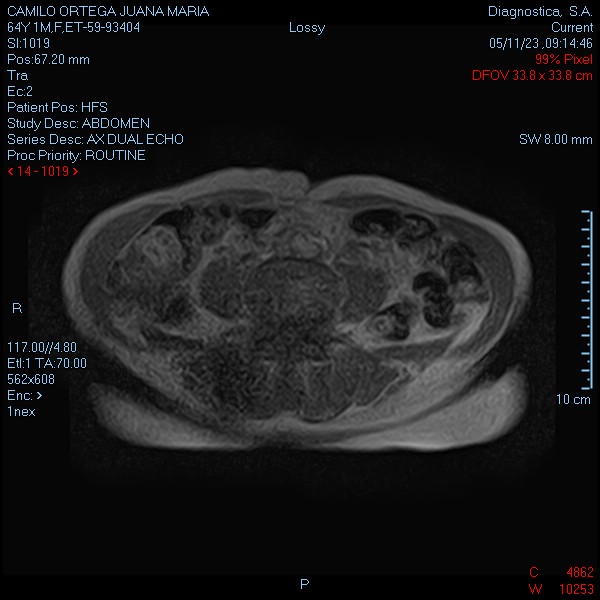 CAMILO ORTEGA JUANA MARIA
64Y 1M,F,ET-59-93404
SI:1019
Pos:67.20 mm
Tra
Ec:2
Patient Pos: HFS
Study Desc: ABDOMEN
Series Desc: AX DUAL ECHO
Proc Priority: ROUTINE
< 14 - 1019 >
Lossy
Diagnostica, S.A.
Current
05/11/23 ,09:14:46
99% Pixel
DFOV 33.8 x 33.8 cm
SW 8.00 mm
R
117.00//4.80
Etl:1 TA:70.00
562x608
Enc: >
1nex
10 cm
P
C 4862
W 10253